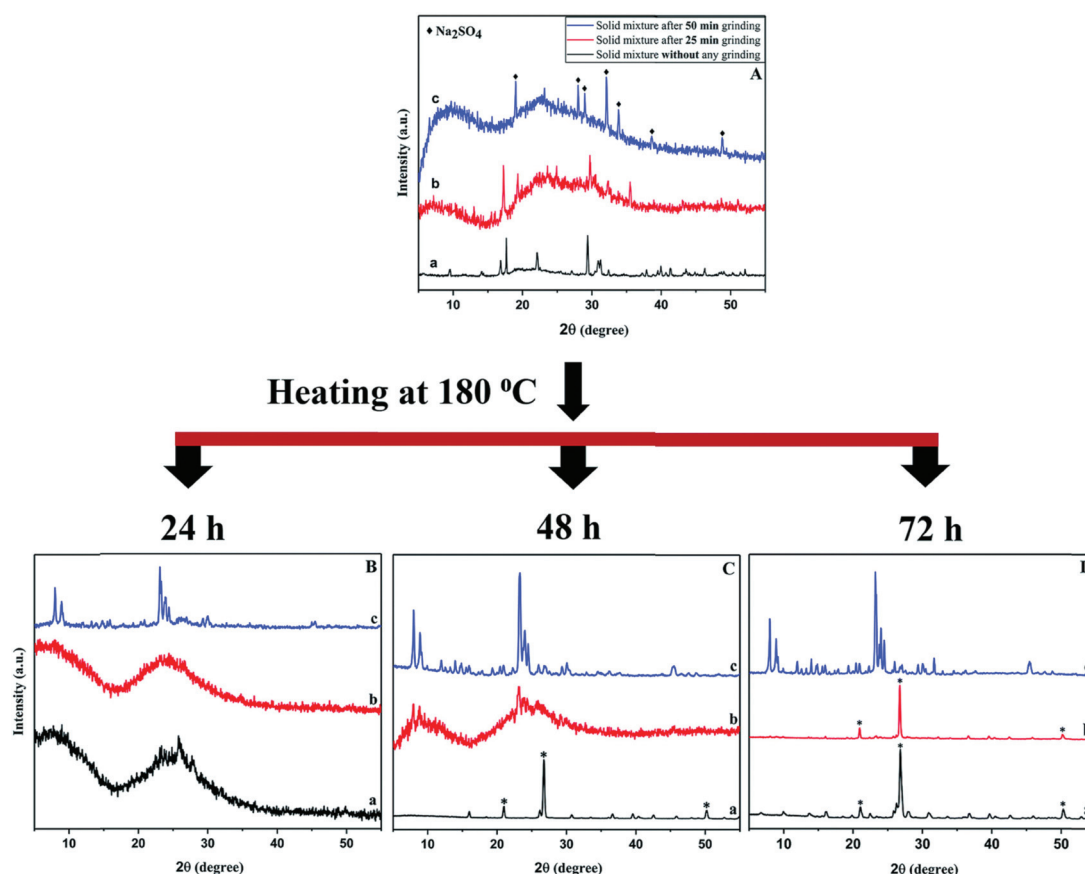 ◆ Na₂SO₄
Solid mixture after 50 min grinding
Solid mixture after 25 min grinding
Solid mixture without any grinding
A
c
b
a
Intensity (a.u.)
10 20 30 40 50
2θ (degree)
Heating at 180 ⁰C
24 h
48 h
72 h
B
c
b
a
Intensity (a.u.)
10 20 30 40 50
2θ (degree)
C
c
b
* * *
a
10 20 30 40 50
2θ (degree)
* * *
* * *
10 20 30 40 50
2θ (degree)